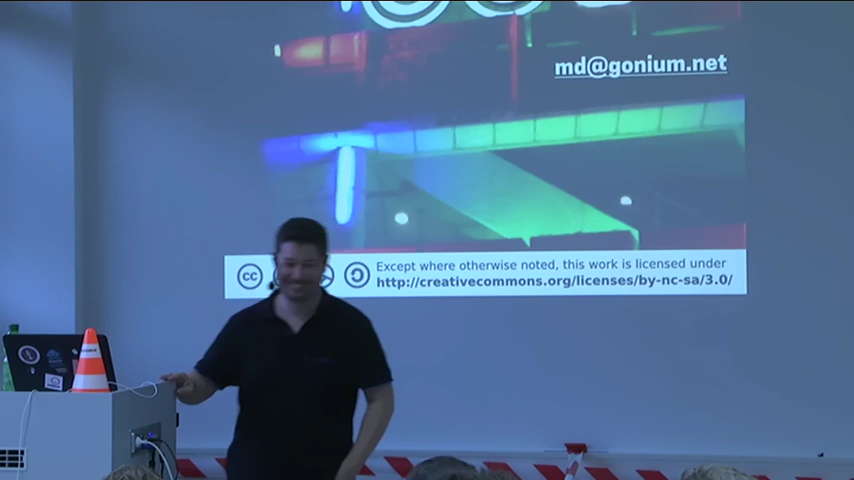 md@gonium.net
cc
Except where otherwise noted, this work is licensed under
http://creativecommons.org/licenses/by-nc-sa/3.0/